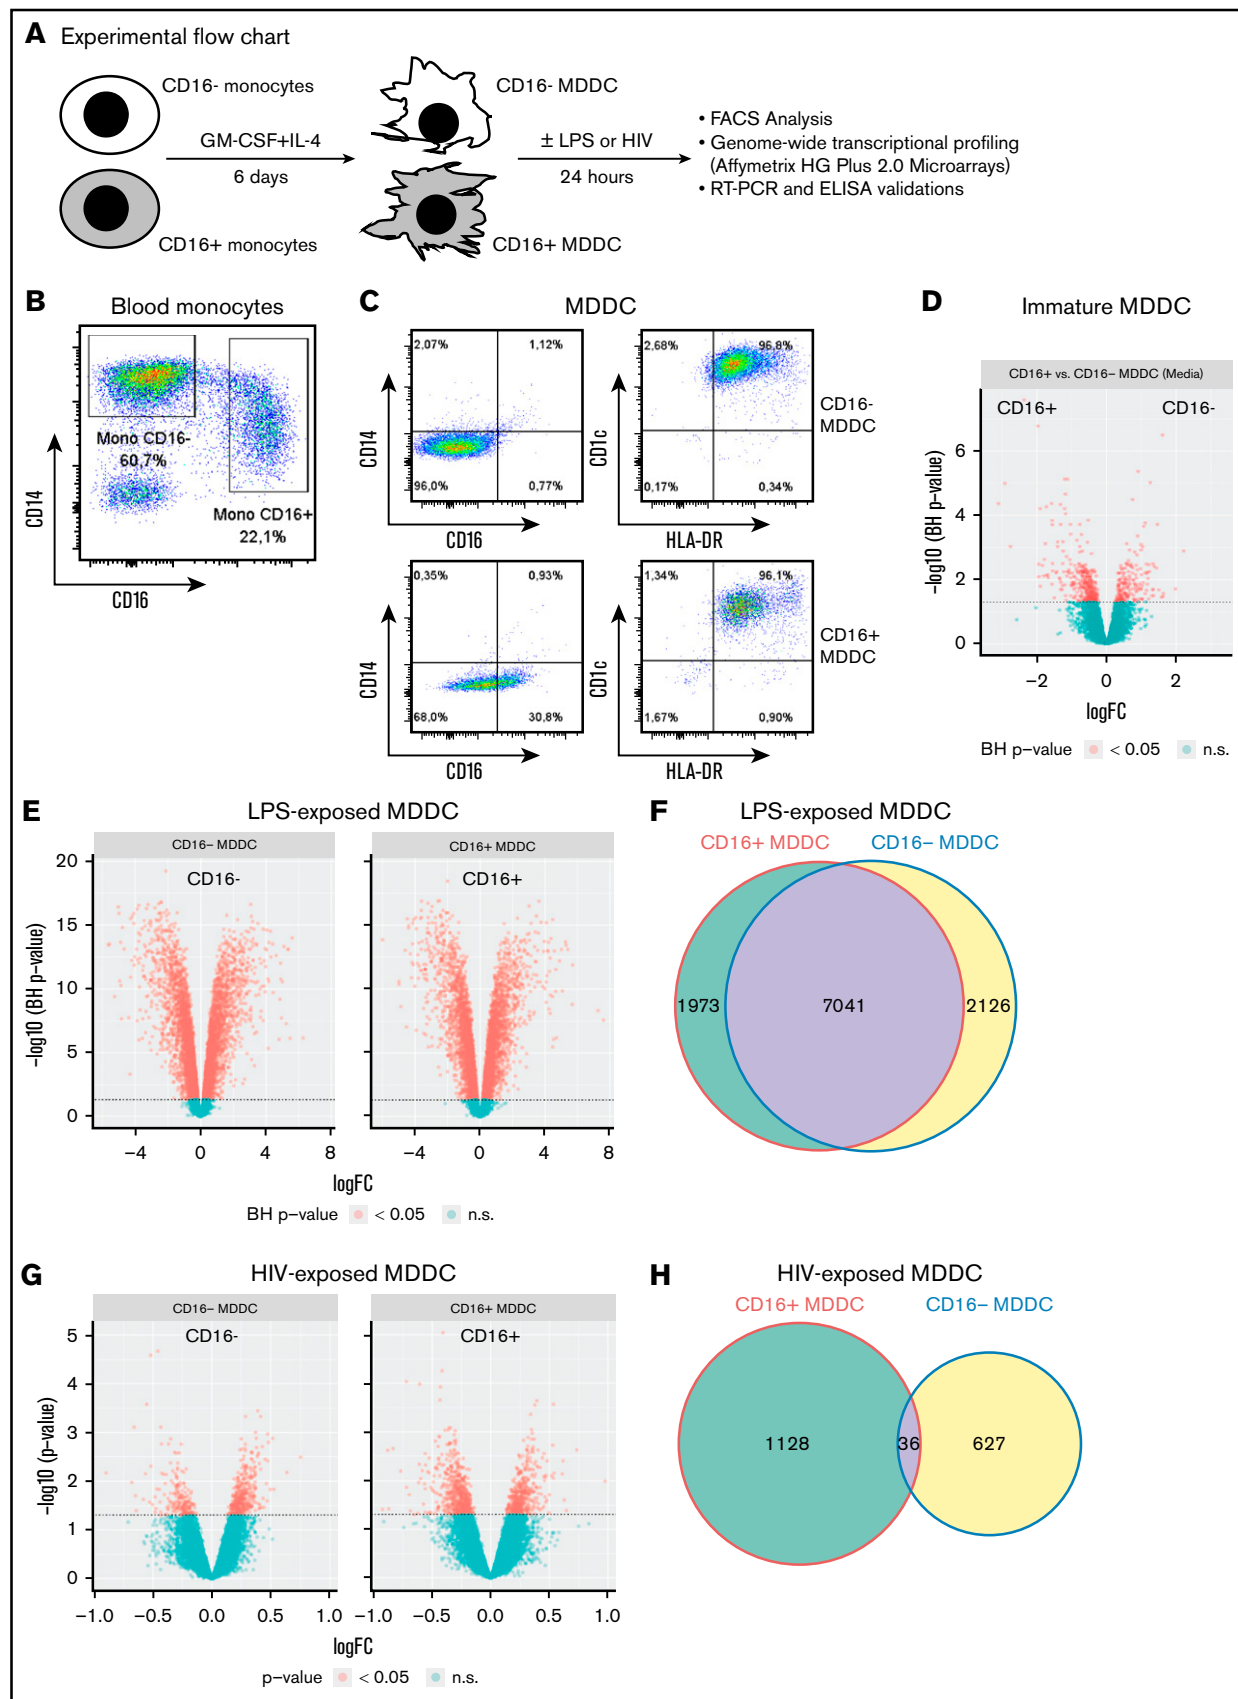 A Experimental flow chart
CD16- monocytes
CD16- MDDC
GM-CSF+IL-4
6 days
± LPS or HIV
24 hours
CD16+ monocytes
CD16+ MDDC
• FACS Analysis
• Genome-wide transcriptional profiling
(Affymetrix HG Plus 2.0 Microarrays)
• RT-PCR and ELISA validations
B Blood monocytes
Mono CD16-
60,7%
Mono CD16+
22,1%
CD14
CD16
C MDDC
2,07% 1,12%
96,0% 0,77%
CD14
CD16
2,68% 96,8%
0,17% 0,34%
CD1c
HLA-DR
CD16-
MDDC
0,35% 0,93%
68,0% 30,8%
CD14
CD16
1,34% 96,1%
1,67% 0,90%
CD1c
HLA-DR
CD16+
MDDC
D Immature MDDC
CD16+ vs. CD16– MDDC (Media)
CD16+ CD16-
–log10 (BH p–value)
6
4
2
0
–2 0 2
logFC
BH p–value < 0.05 n.s.
E LPS-exposed MDDC
CD16– MDDC CD16+ MDDC
CD16- CD16+
–log10 (BH p–value)
20
15
10
5
0
–4 0 4 8 –4 0 4 8
logFC
BH p–value < 0.05 n.s.
F LPS-exposed MDDC
CD16+ MDDC CD16– MDDC
1973 7041 2126
G HIV-exposed MDDC
CD16– MDDC CD16+ MDDC
CD16- CD16+
–log10 (p–value)
5
4
3
2
1
0
–1.0 –0.5 0.0 0.5 1.0 –1.0 –0.5 0.0 0.5 1.0
logFC
p–value < 0.05 n.s.
H HIV-exposed MDDC
CD16+ MDDC CD16– MDDC
1128 36 627